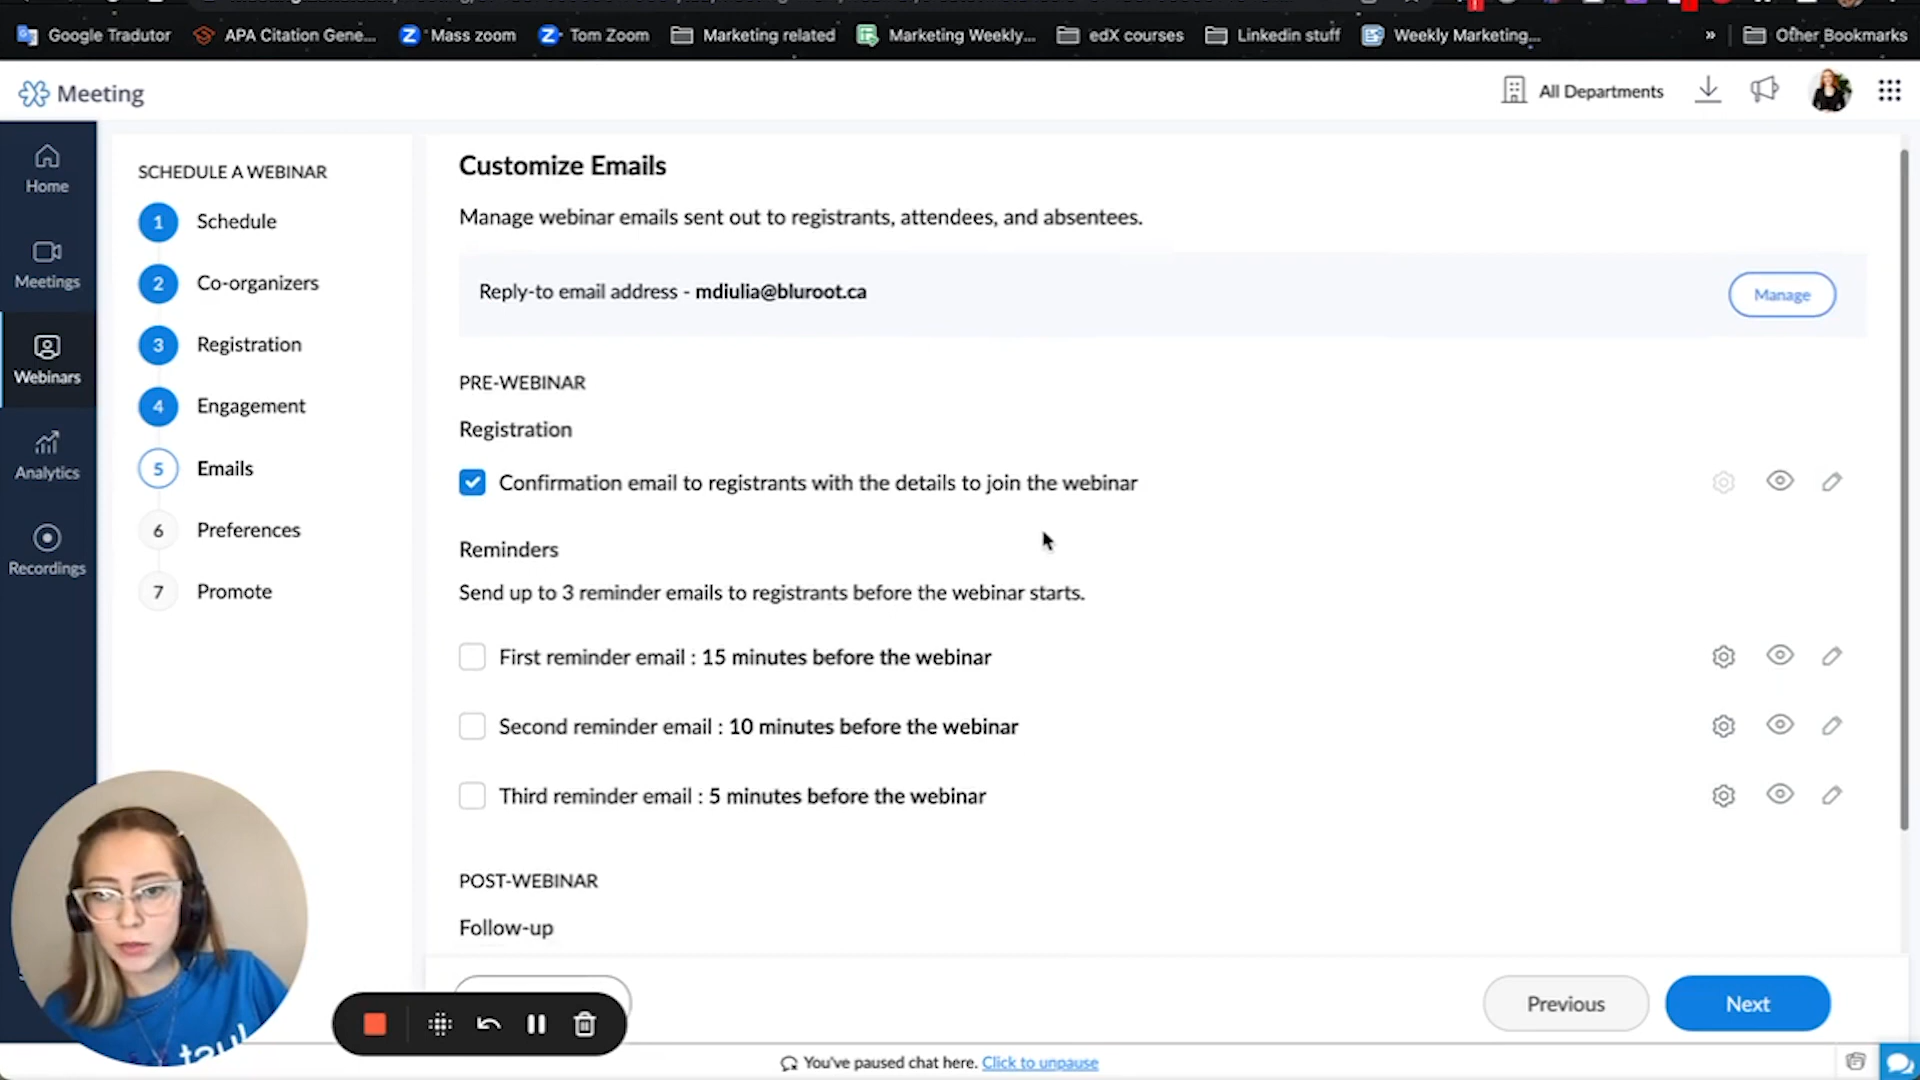 Google Tradutor
APA Citation Gene...
Mass zoom
Tom Zoom
Marketing related
Marketing Weekly...
edX courses
Linkedin stuff
Weekly Marketing...
»
Other Bookmarks
Meeting
All Departments
Home
Meetings
Webinars
Analytics
Recordings
SCHEDULE A WEBINAR
1 Schedule
2 Co-organizers
3 Registration
4 Engagement
5 Emails
6 Preferences
7 Promote
Customize Emails
Manage webinar emails sent out to registrants, attendees, and absentees.
Reply-to email address - mdiulia@bluroot.ca
Manage
PRE-WEBINAR
Registration
Confirmation email to registrants with the details to join the webinar
Reminders
Send up to 3 reminder emails to registrants before the webinar starts.
First reminder email : 15 minutes before the webinar
Second reminder email : 10 minutes before the webinar
Third reminder email : 5 minutes before the webinar
POST-WEBINAR
Follow-up
Previous
Next
You've paused chat here. Click to unpause